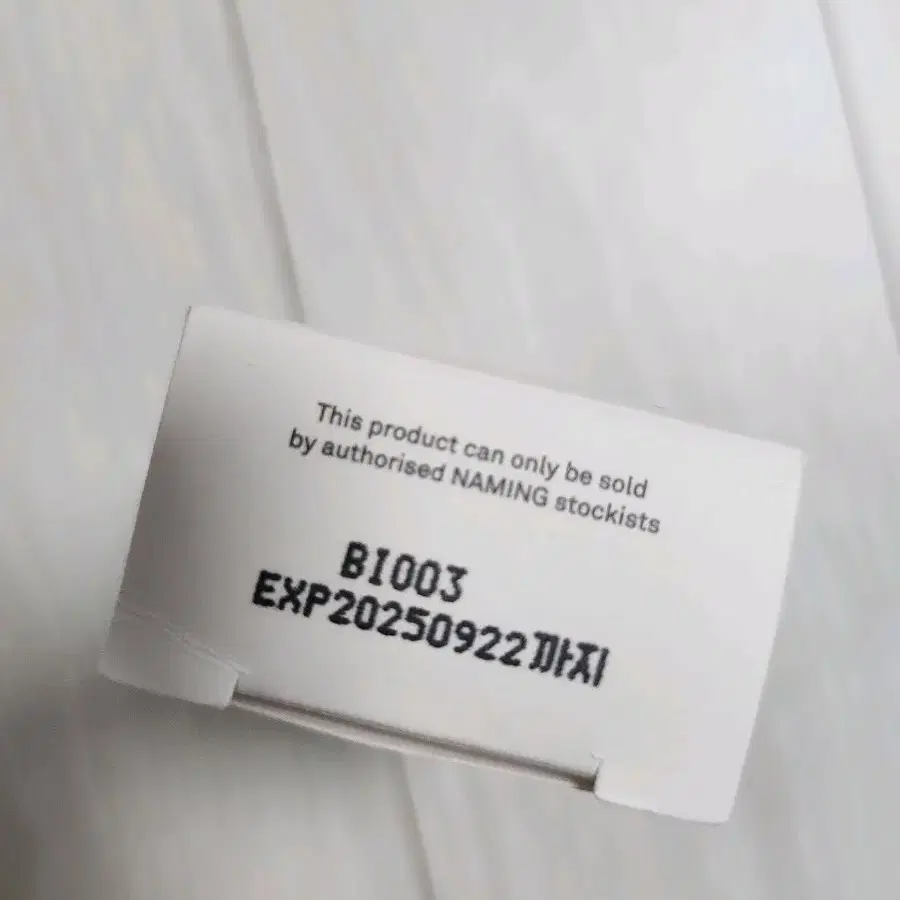 This product can only be sold
by authorised NAMING stockists
BI003
EXP20250922까지